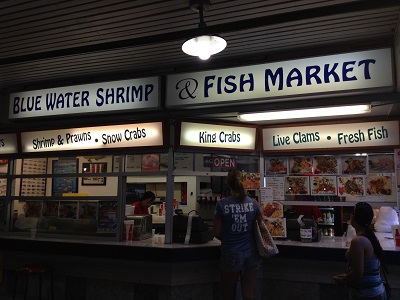 BLUE WATER SHRIMP
& FISH MARKET
Shrimp & Prawns • Snow Crabs
King Crabs
Live Clams • Fresh Fish
OPEN
STRIKE
'EM
OUT